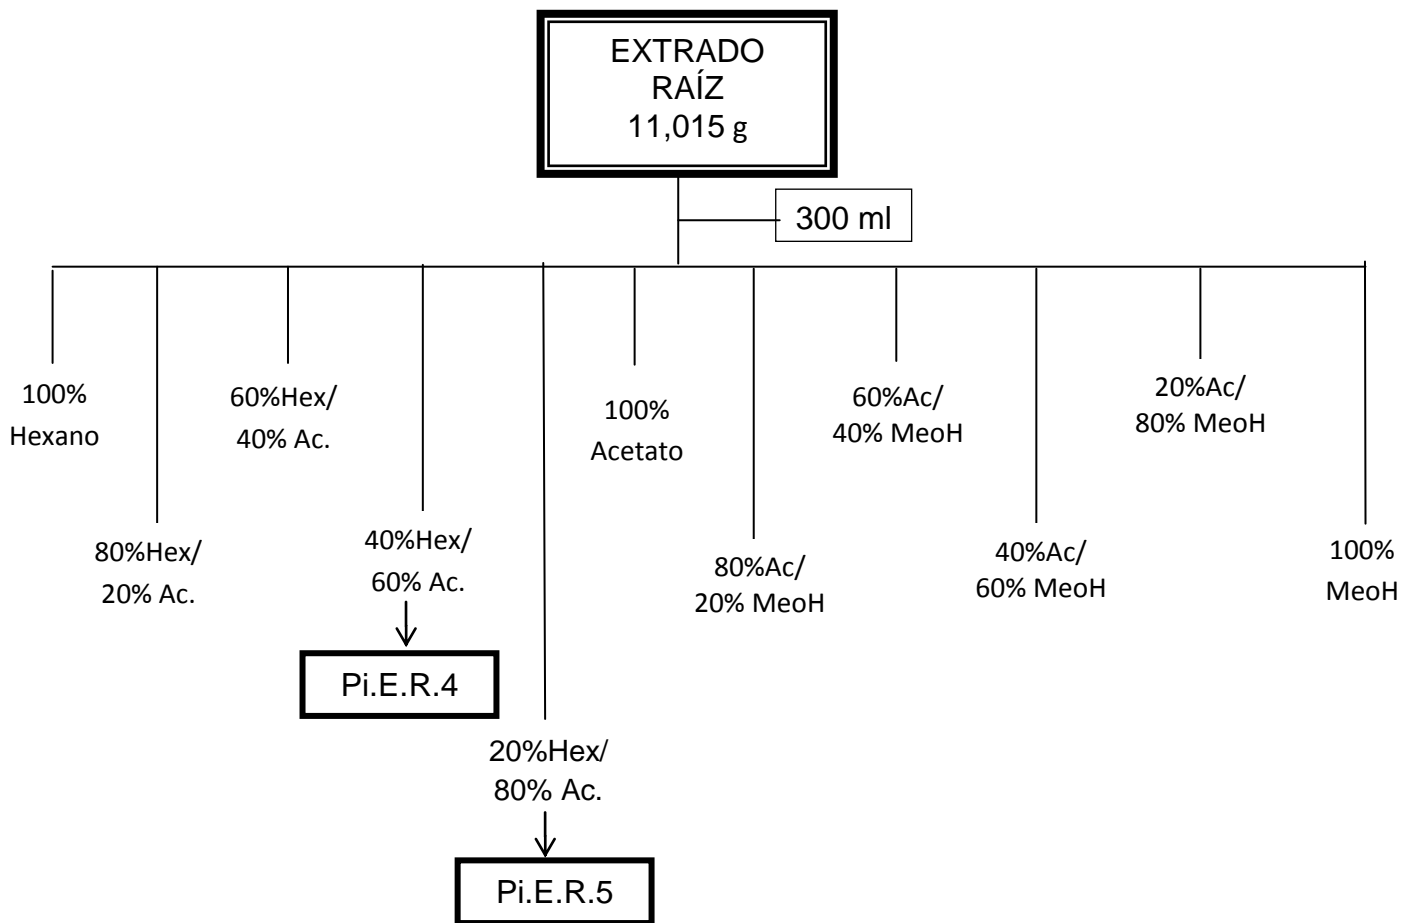 EXTRADO
RAÍZ
11,015 g
300 ml
100%
Hexano
80%Hex/
20% Ac.
60%Hex/
40% Ac.
40%Hex/
60% Ac.
Pi.E.R.4
20%Hex/
80% Ac.
Pi.E.R.5
100%
Acetato
80%Ac/
20% MeoH
60%Ac/
40% MeoH
40%Ac/
60% MeoH
20%Ac/
80% MeoH
100%
MeoH